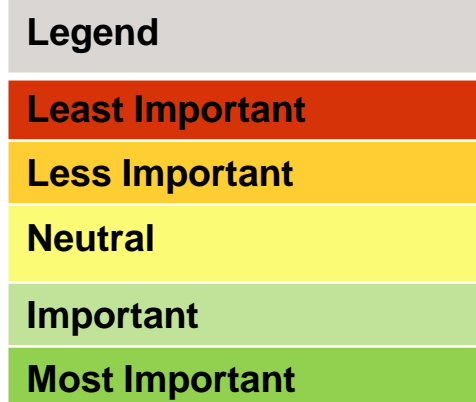 Legend
Least Important
Less Important
Neutral
Important
Most Important